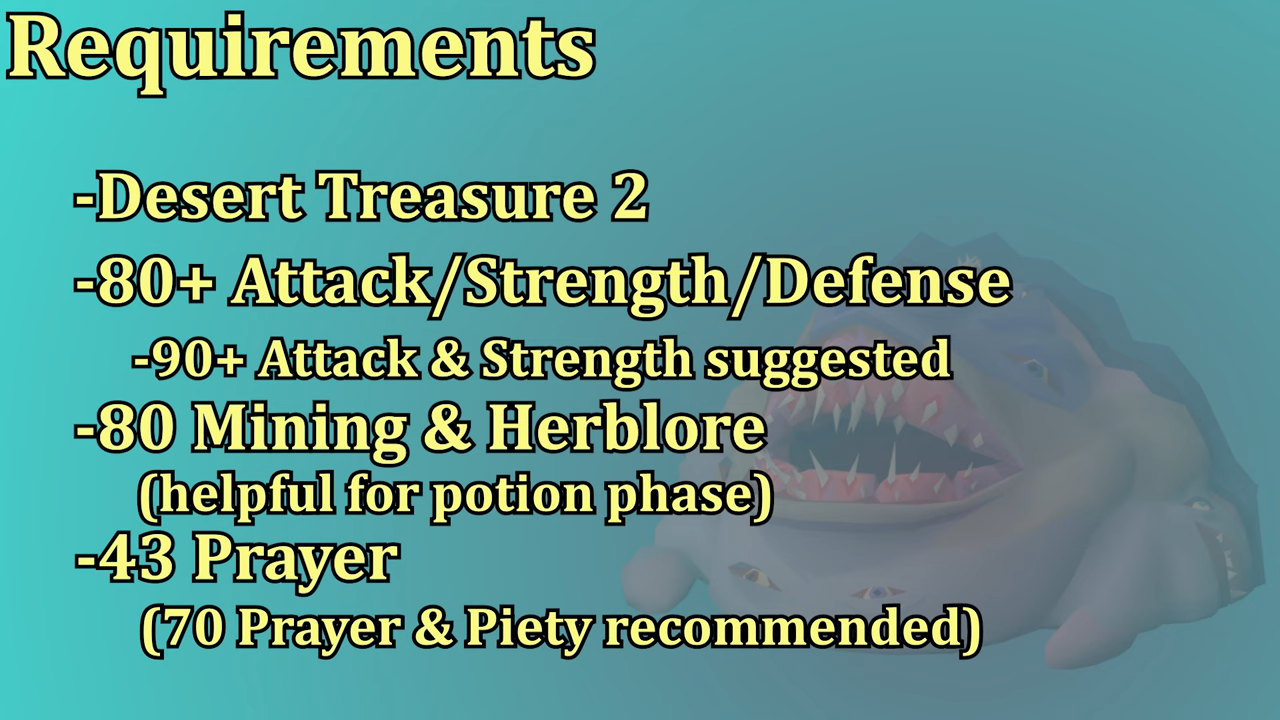 Requirements
-Desert Treasure 2
-80+ Attack/Strength/Defense
-90+ Attack & Strength suggested
-80 Mining & Herblore
(helpful for potion phase)
-43 Prayer
(70 Prayer & Piety recommended)